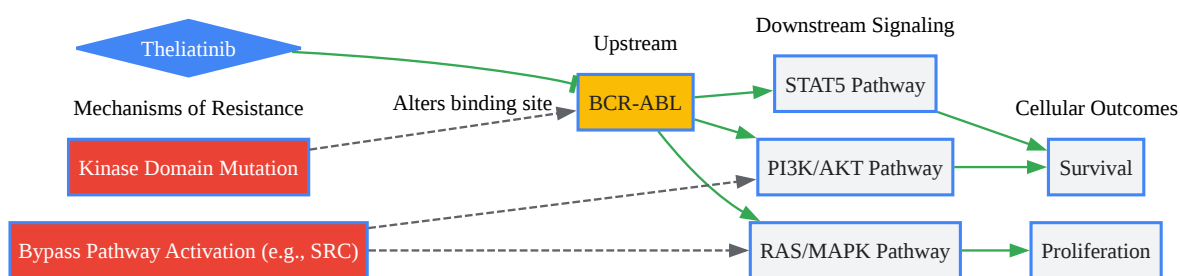 Theliatinib
Upstream
Downstream Signaling
BCR-ABL
STAT5 Pathway
Mechanisms of Resistance
Alters binding site
Cellular Outcomes
Kinase Domain Mutation
PI3K/AKT Pathway
Survival
Bypass Pathway Activation (e.g., SRC)
RAS/MAPK Pathway
Proliferation